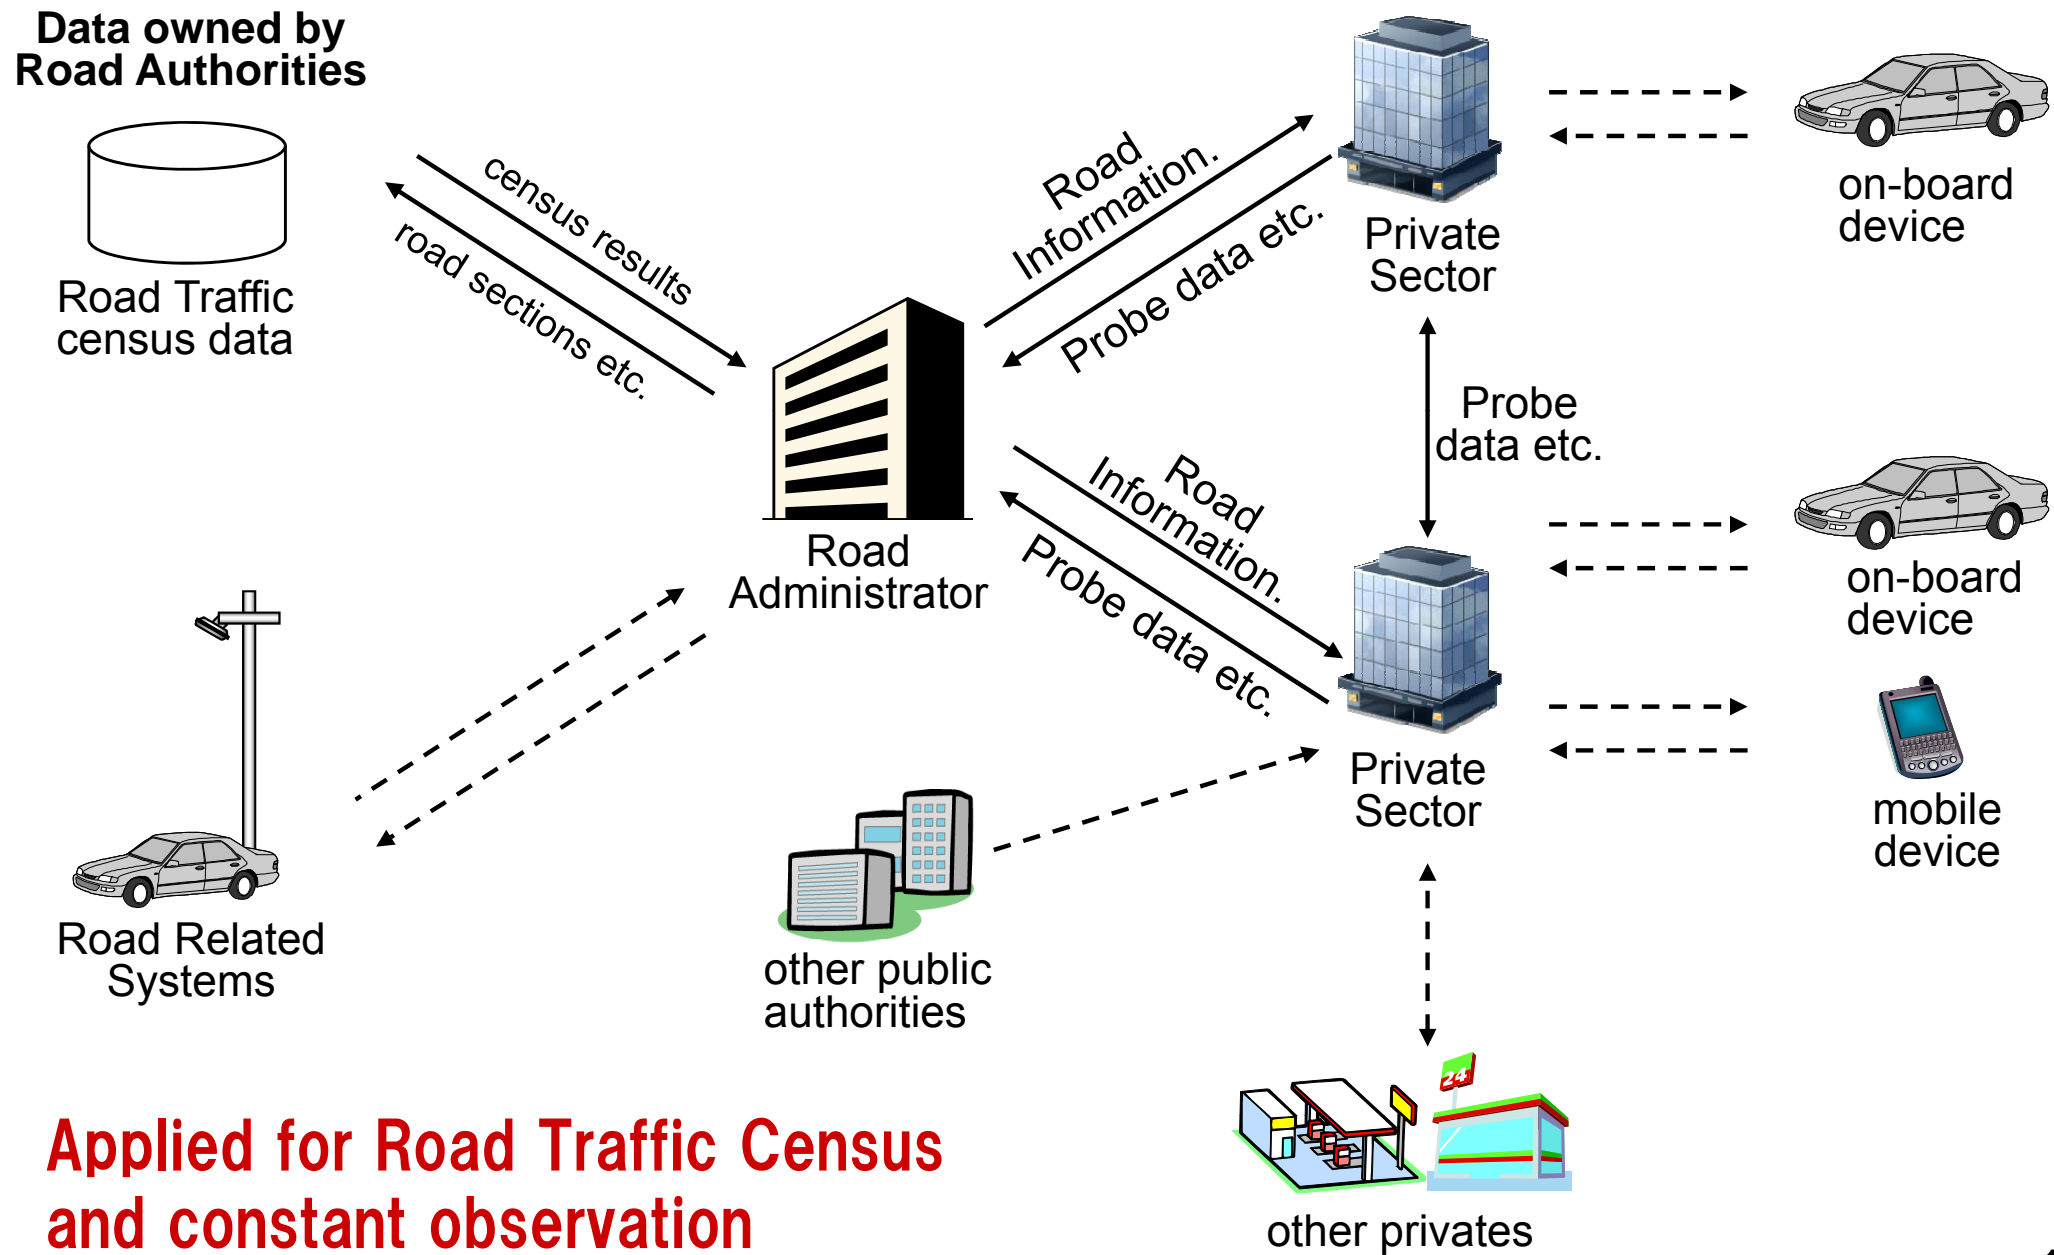 Data owned by
Road Authorities
Road Traffic
census data
census results
road sections etc.
Road
Information.
Probe data etc.
Private
Sector
on-board
device
Probe
data etc.
Road
Administrator
Road
Information.
Probe data etc.
on-board
device
Private
Sector
mobile
device
Road Related
Systems
other public
authorities
24
other privates
Applied for Road Traffic Census
and constant observation